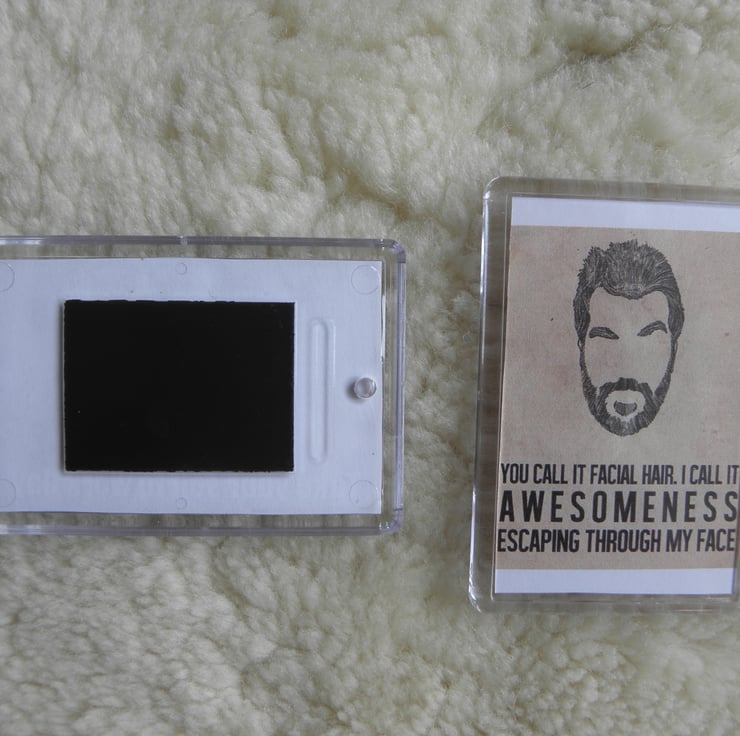 YOU CALL IT FACIAL HAIR. I CALL IT
AWESOMENESS
ESCAPING THROUGH MY FACE